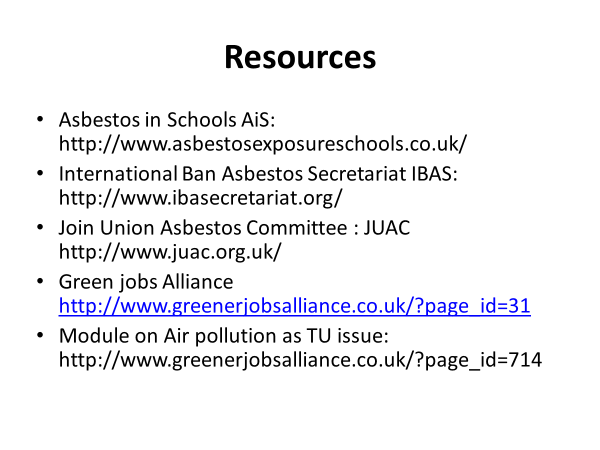 Resources
• Asbestos in Schools AiS:
http://www.asbestosexposureschools.co.uk/
• International Ban Asbestos Secretariat IBAS:
http://www.ibasecretariat.org/
• Join Union Asbestos Committee : JUAC
http://www.juac.org.uk/
• Green jobs Alliance
http://www.greenerjobsalliance.co.uk/?page_id=31
• Module on Air pollution as TU issue:
http://www.greenerjobsalliance.co.uk/?page_id=714